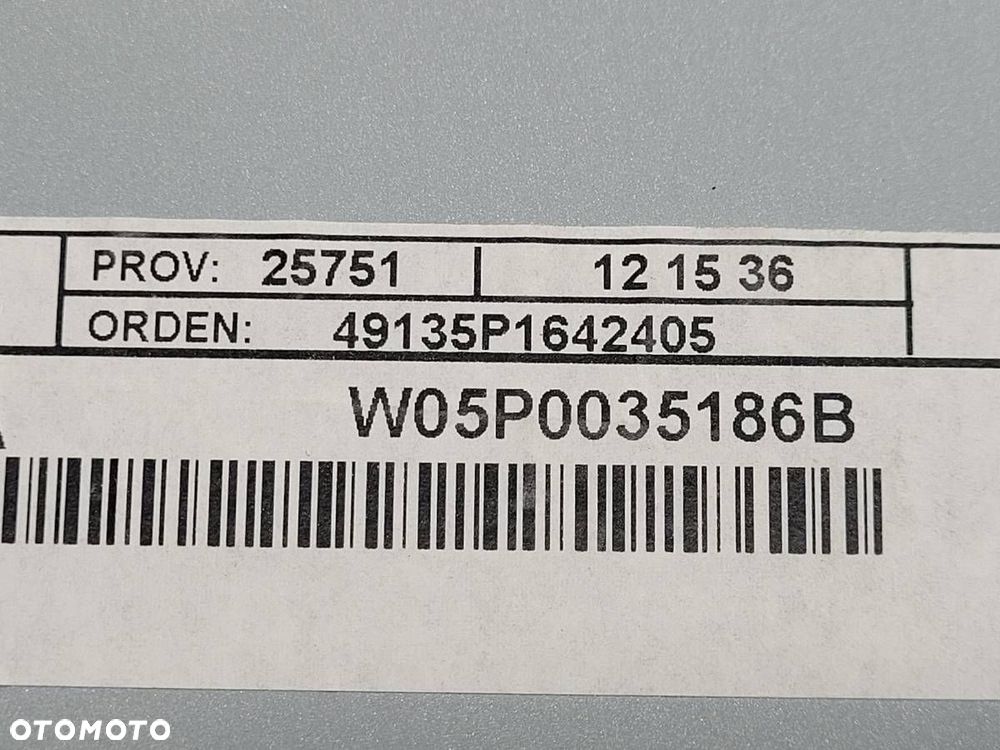 PROV: 25751 12 15 36
ORDEN: 49135P1642405
W05P0035186B
OTOMOTO